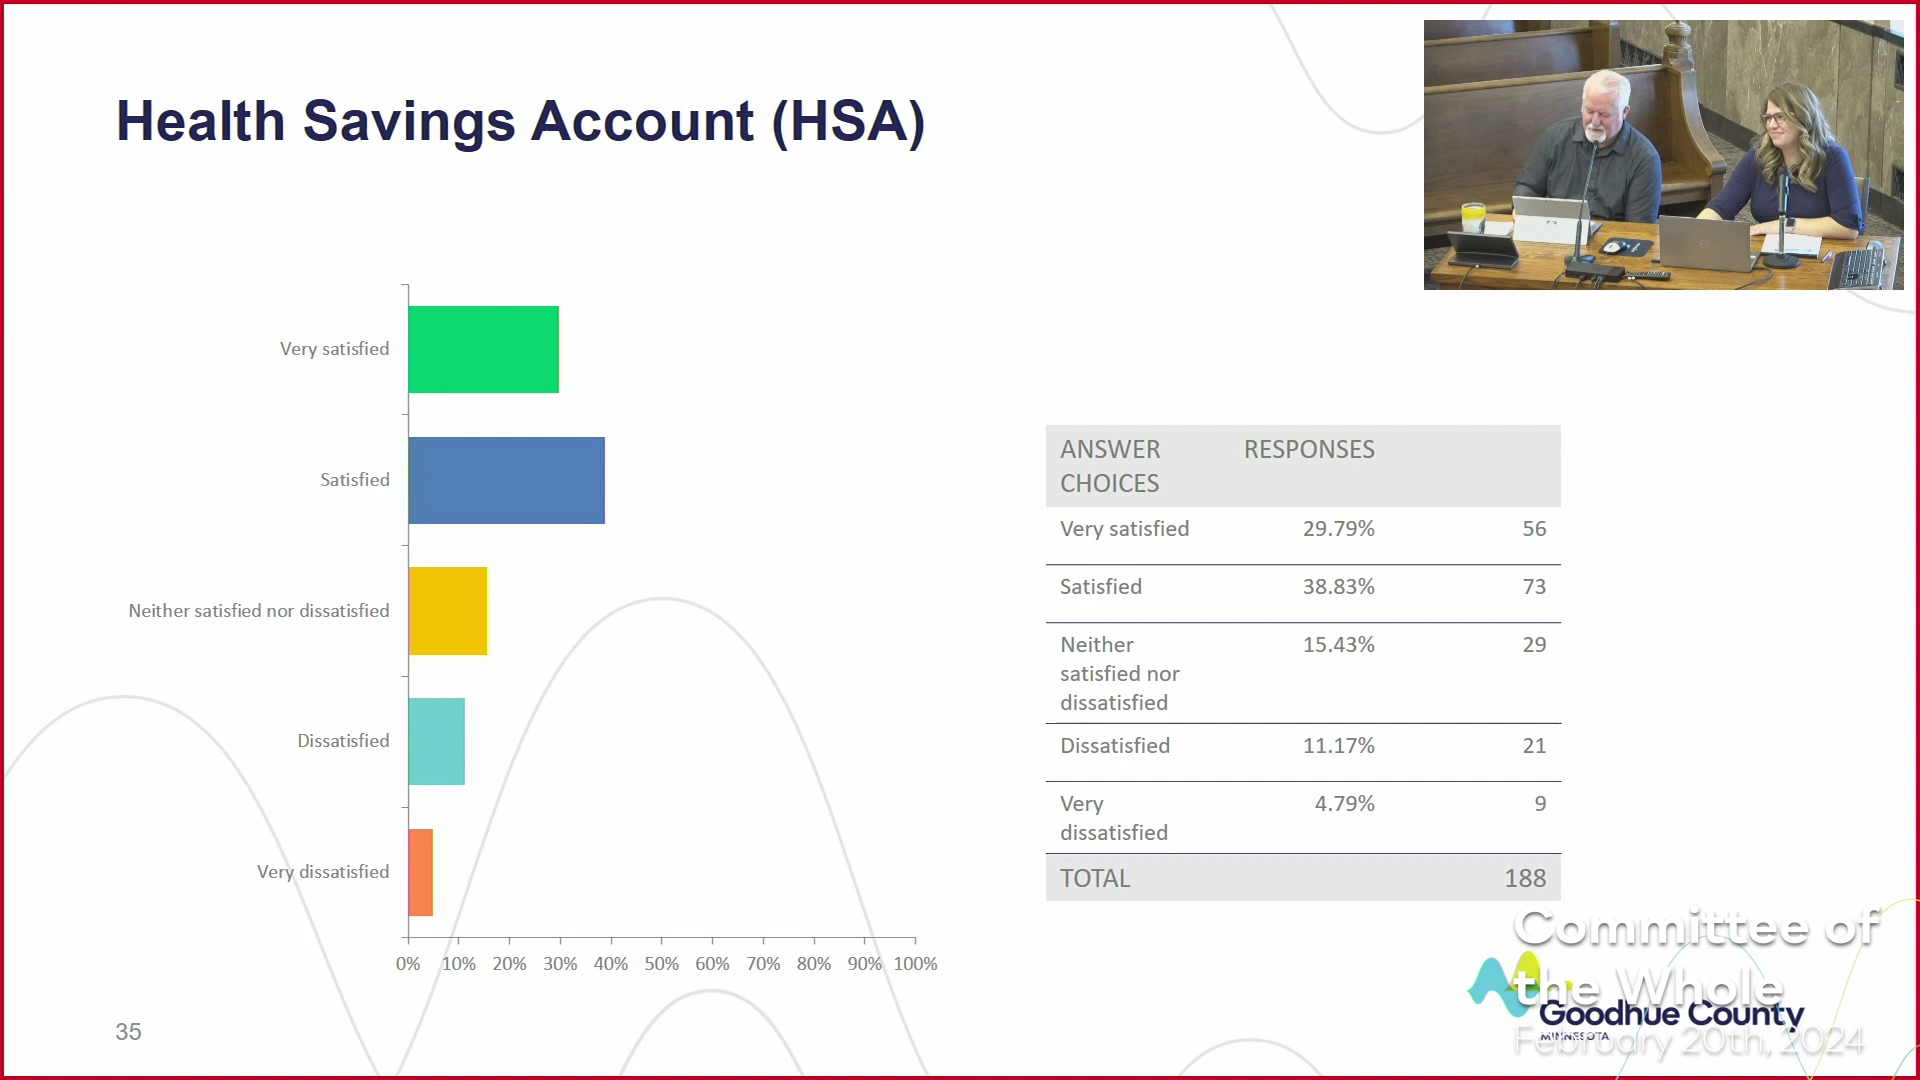 Health Savings Account (HSA)
Very satisfied
Satisfied
Neither satisfied nor dissatisfied
Dissatisfied
Very dissatisfied
0% 10% 20% 30% 40% 50% 60% 70% 80% 90% 100%
ANSWER RESPONSES
CHOICES
Very satisfied 29.79% 56
Satisfied 38.83% 73
Neither 15.43% 29
satisfied nor
dissatisfied
Dissatisfied 11.17% 21
Very 4.79% 9
dissatisfied
TOTAL 188
Committee of
the Whole
Goodhue County
MINNESOTA
February 20th, 2024
35